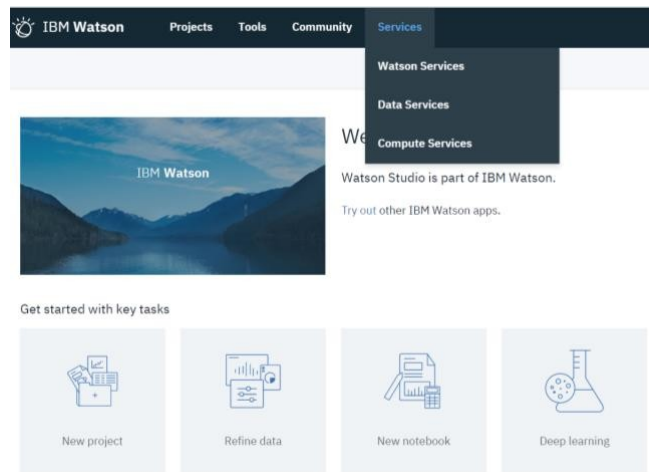 IBM Watson Projects Tools Community Services
Watson Services
Data Services
Compute Services
We
IBM Watson
Watson Studio is part of IBM Watson.
Try out other IBM Watson apps.
Get started with key tasks
New project Refine data New notebook Deep learning